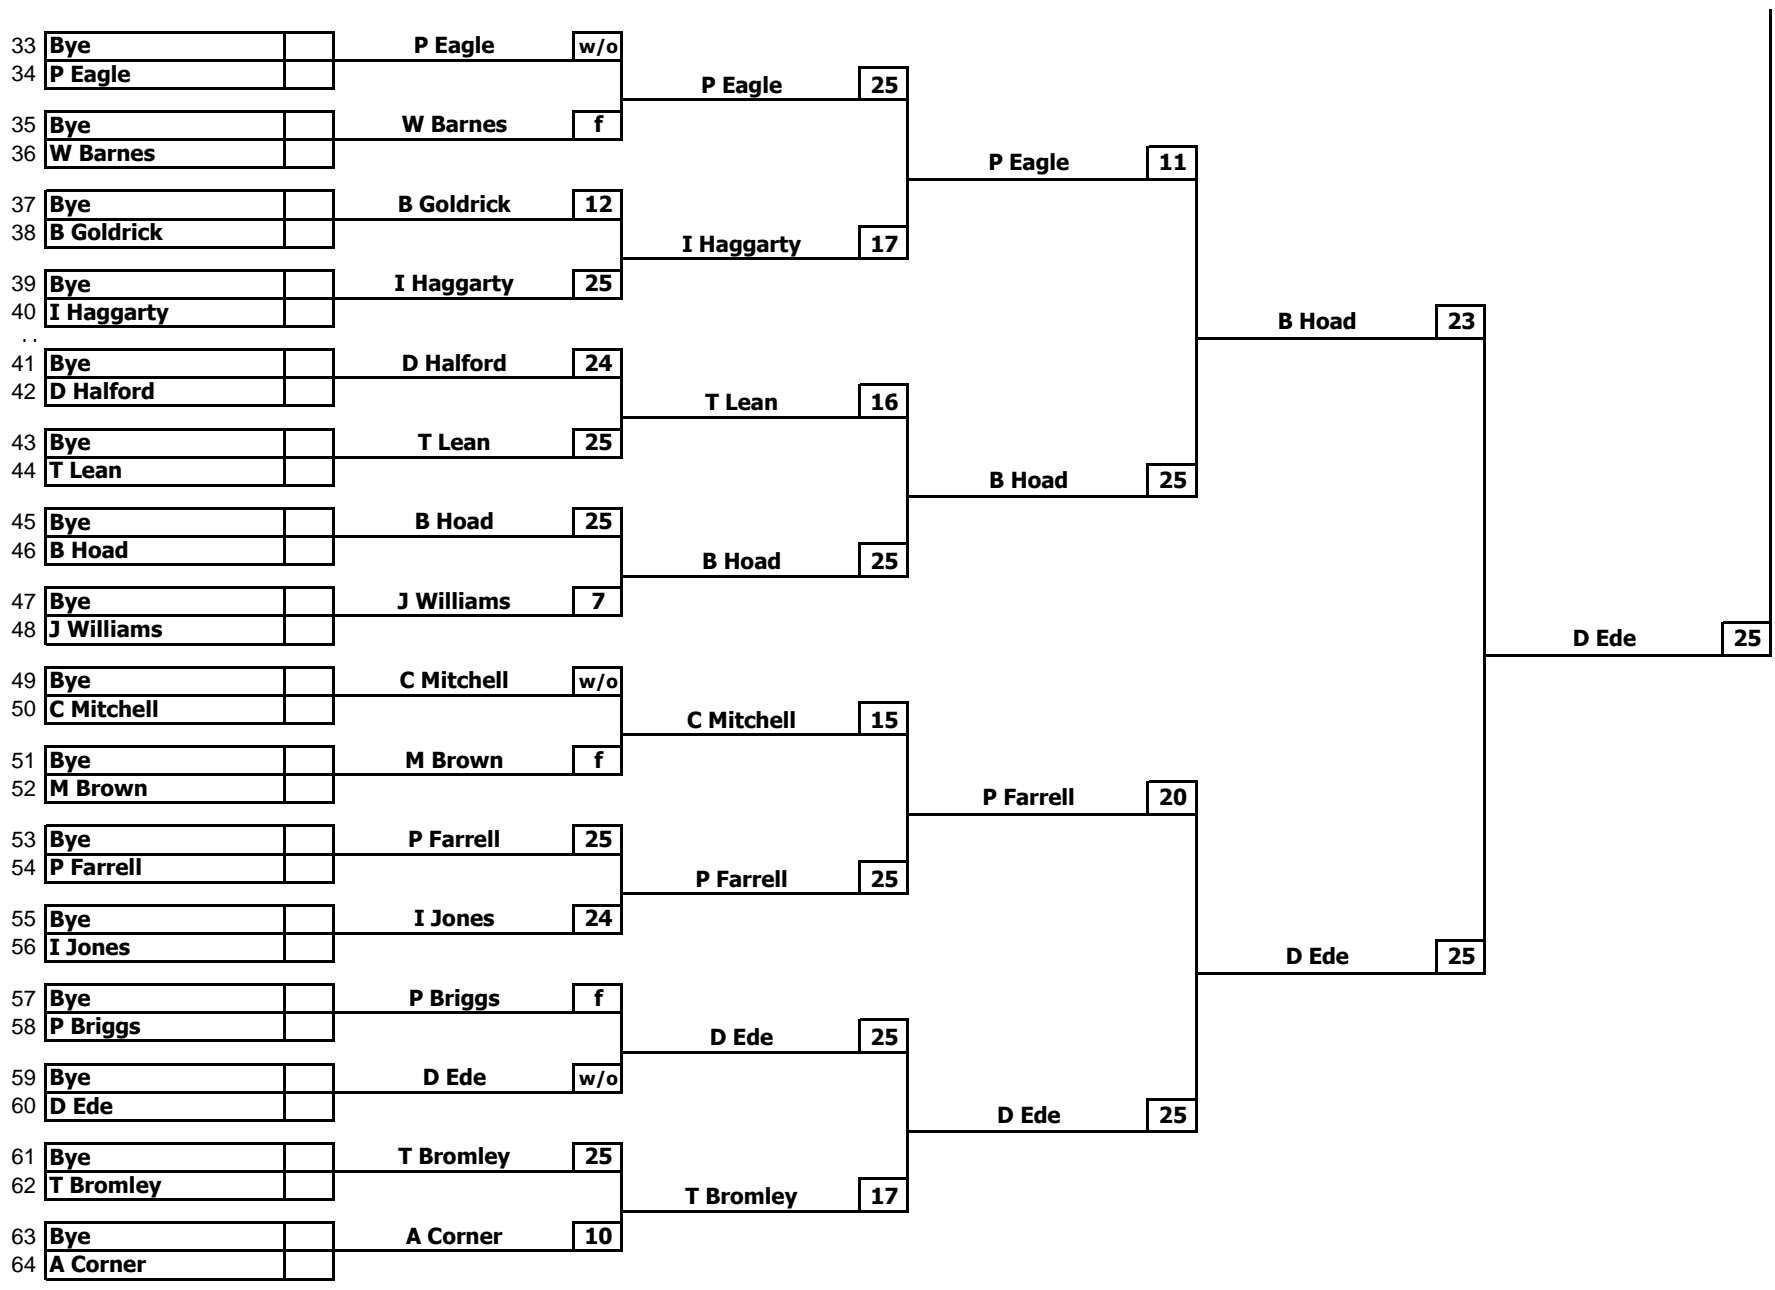 33 Bye P Eagle w/o
34 P Eagle
P Eagle 25
35 Bye W Barnes f
36 W Barnes
P Eagle 11
37 Bye B Goldrick 12
38 B Goldrick
I Haggarty 17
39 Bye I Haggarty 25
40 I Haggarty
B Hoad 23
41 Bye D Halford 24
42 D Halford
T Lean 16
43 Bye T Lean 25
44 T Lean
B Hoad 25
45 Bye B Hoad 25
46 B Hoad
B Hoad 25
47 Bye J Williams 7
48 J Williams
D Ede 25
49 Bye C Mitchell w/o
50 C Mitchell
C Mitchell 15
51 Bye M Brown f
52 M Brown
P Farrell 20
53 Bye P Farrell 25
54 P Farrell
P Farrell 25
55 Bye I Jones 24
56 I Jones
D Ede 25
57 Bye P Briggs f
58 P Briggs
D Ede 25
59 Bye D Ede w/o
60 D Ede
D Ede 25
61 Bye T Bromley 25
62 T Bromley
T Bromley 17
63 Bye A Corner 10
64 A Corner